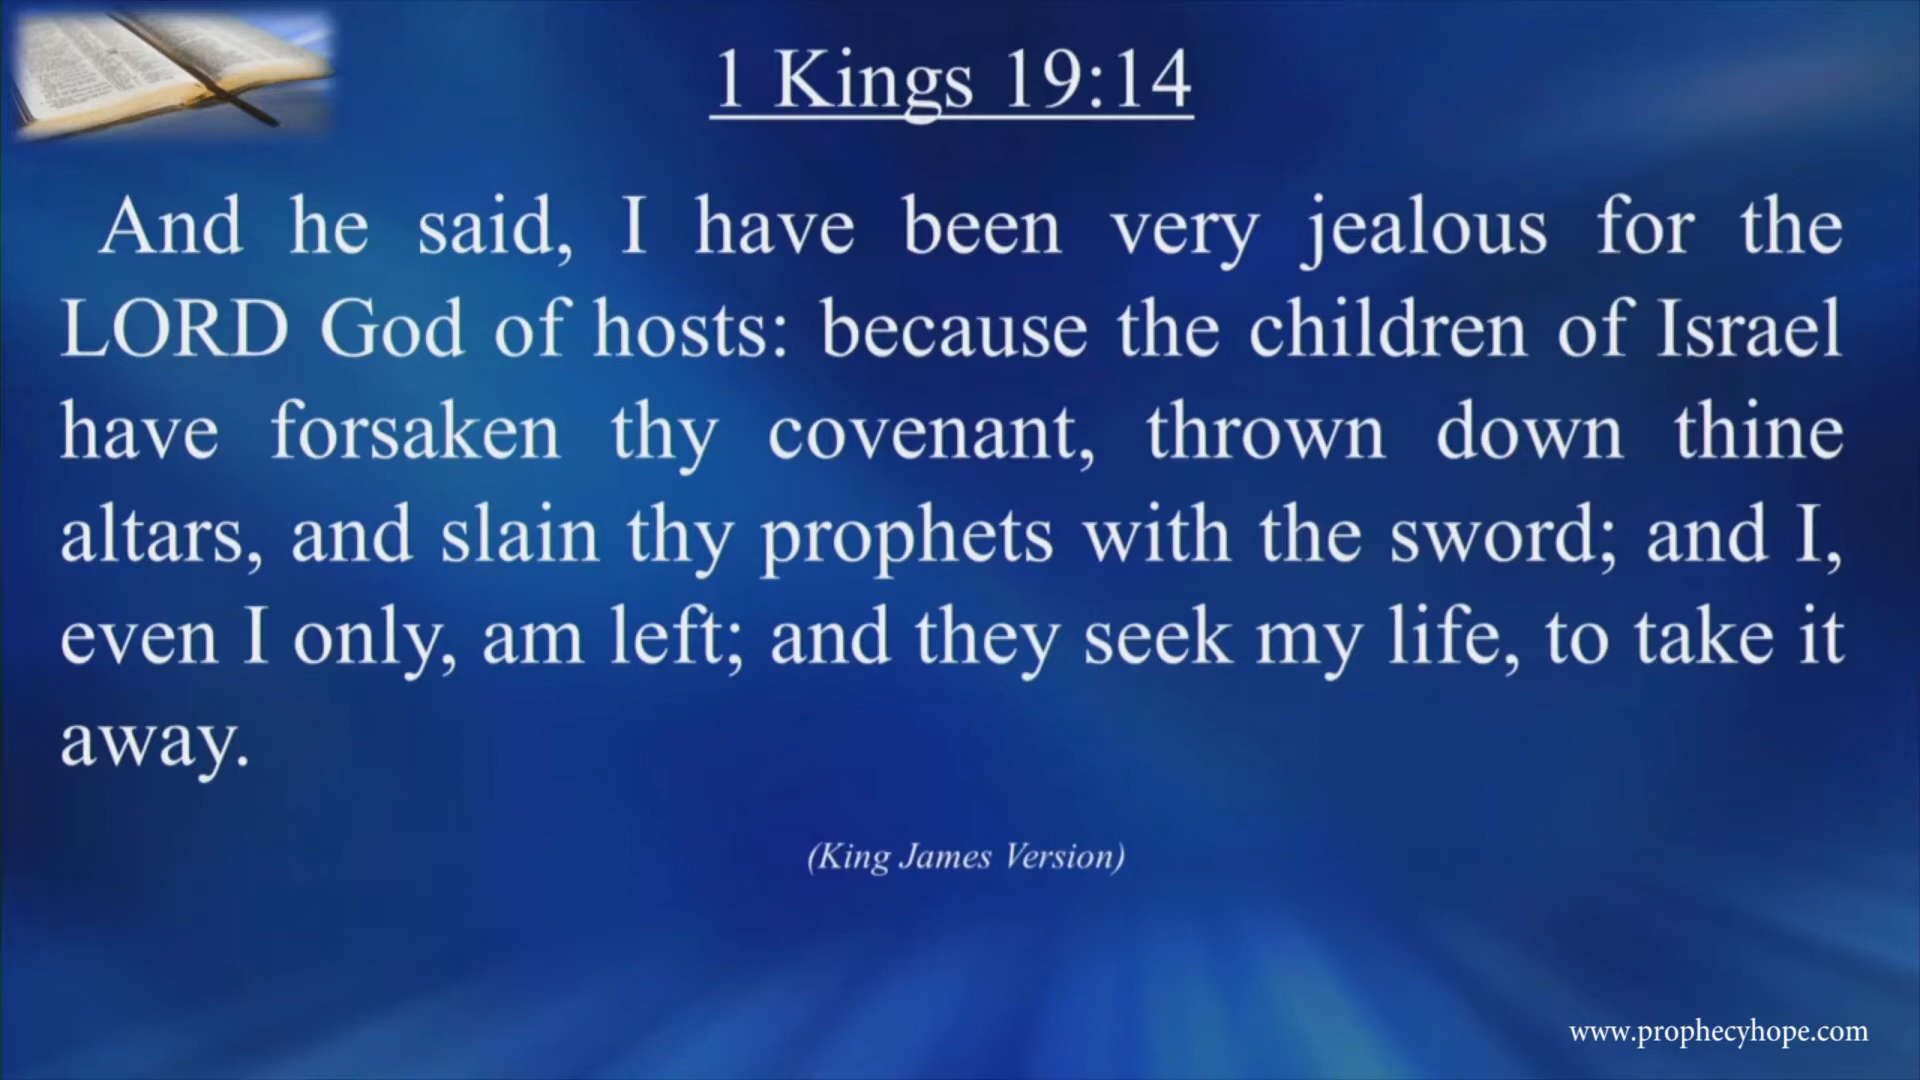 1 Kings 19:14
And he said, I have been very jealous for the
LORD God of hosts: because the children of Israel
have forsaken thy covenant, thrown down thine
altars, and slain thy prophets with the sword; and I,
even I only, am left; and they seek my life, to take it
away.
(King James Version)
www.prophecyhope.com